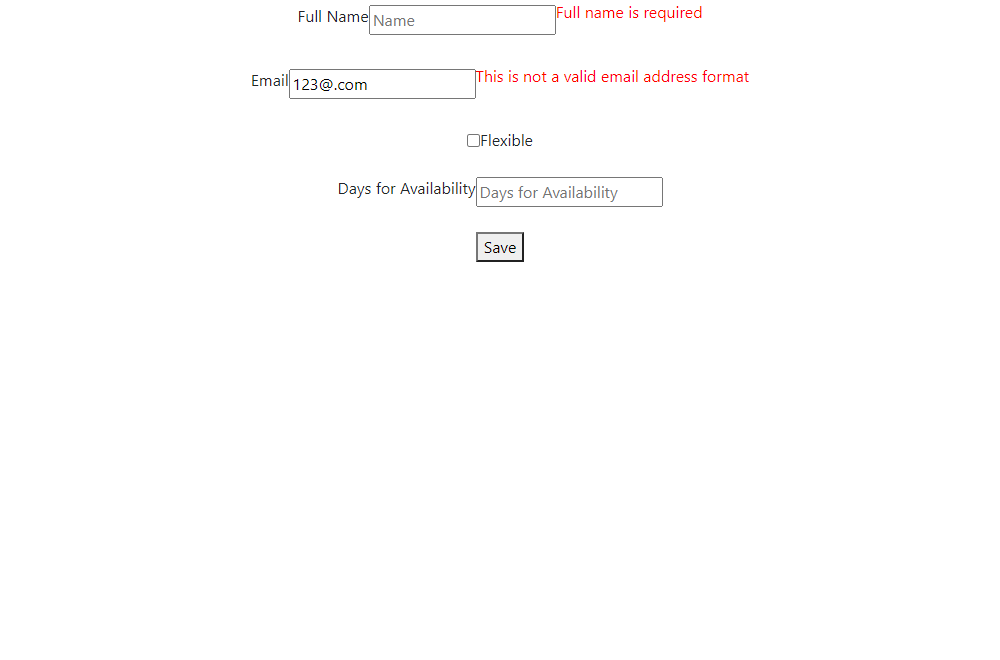 Full Name Name Full name is required
Email 123@.com This is not a valid email address format
Flexible
Days for Availability Days for Availability
Save